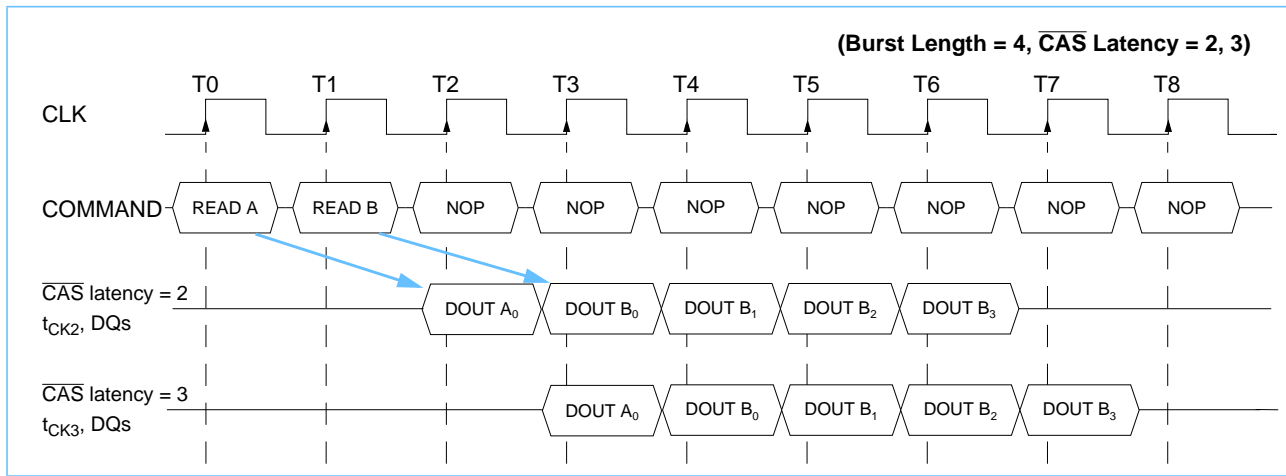 (Burst Length = 4, CAS Latency = 2, 3)
T0 T1 T2 T3 T4 T5 T6 T7 T8
CLK
COMMAND READ A READ B NOP NOP NOP NOP NOP NOP NOP
CAS latency = 2
tCK2, DQs
DOUT A0 DOUT B0 DOUT B1 DOUT B2 DOUT B3
CAS latency = 3
tCK3, DQs
DOUT A0 DOUT B0 DOUT B1 DOUT B2 DOUT B3